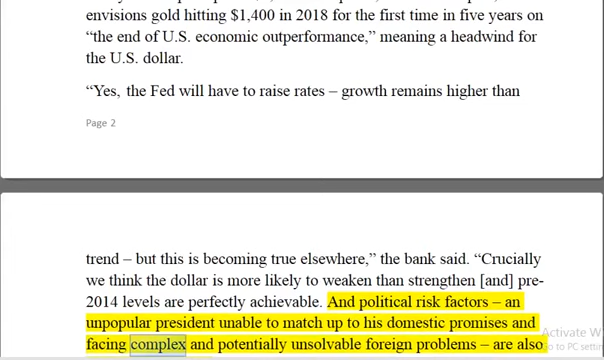 envisions gold hitting $1,400 in 2018 for the first time in five years on
“the end of U.S. economic outperformance,” meaning a headwind for
the U.S. dollar.
“Yes, the Fed will have to raise rates – growth remains higher than
Page 2
trend – but this is becoming true elsewhere,” the bank said. “Crucially
we think the dollar is more likely to weaken than strengthen [and] pre-
2014 levels are perfectly achievable. And political risk factors – an
unpopular president unable to match up to his domestic promises and
facing complex and potentially unsolvable foreign problems – are also
Activate W
to PC settin